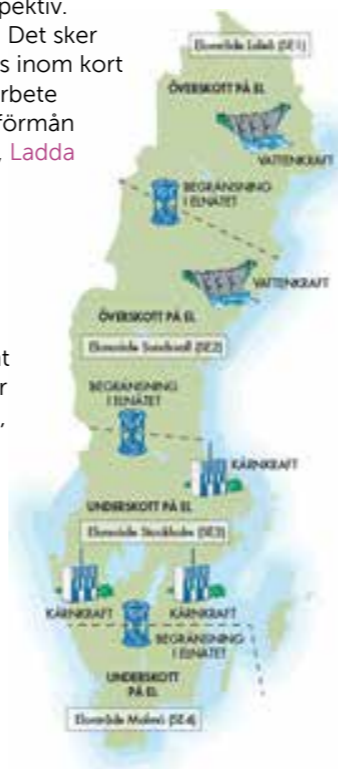 pektiv.
Det sker
s inom kort
rbete
förmån
, Ladda
at
r
,
Elområde Luleå (SE1)
ÖVERSKOTT PÅ EL
VATTENKRAFT
BEGRÄNSNING
I ELNÄTET
VATTENKRAFT
ÖVERSKOTT PÅ EL
Elområde Sundsvall (SE2)
BEGRÄNSNING
I ELNÄTET
KÄRNKRAFT
UNDERSKOTT PÅ EL
Elområde Stockholm (SE3)
KÄRNKRAFT
KÄRNKRAFT
BEGRÄNSNING
I ELNÄTET
UNDERSKOTT
PÅ EL
Elområde Malmö (SE4)